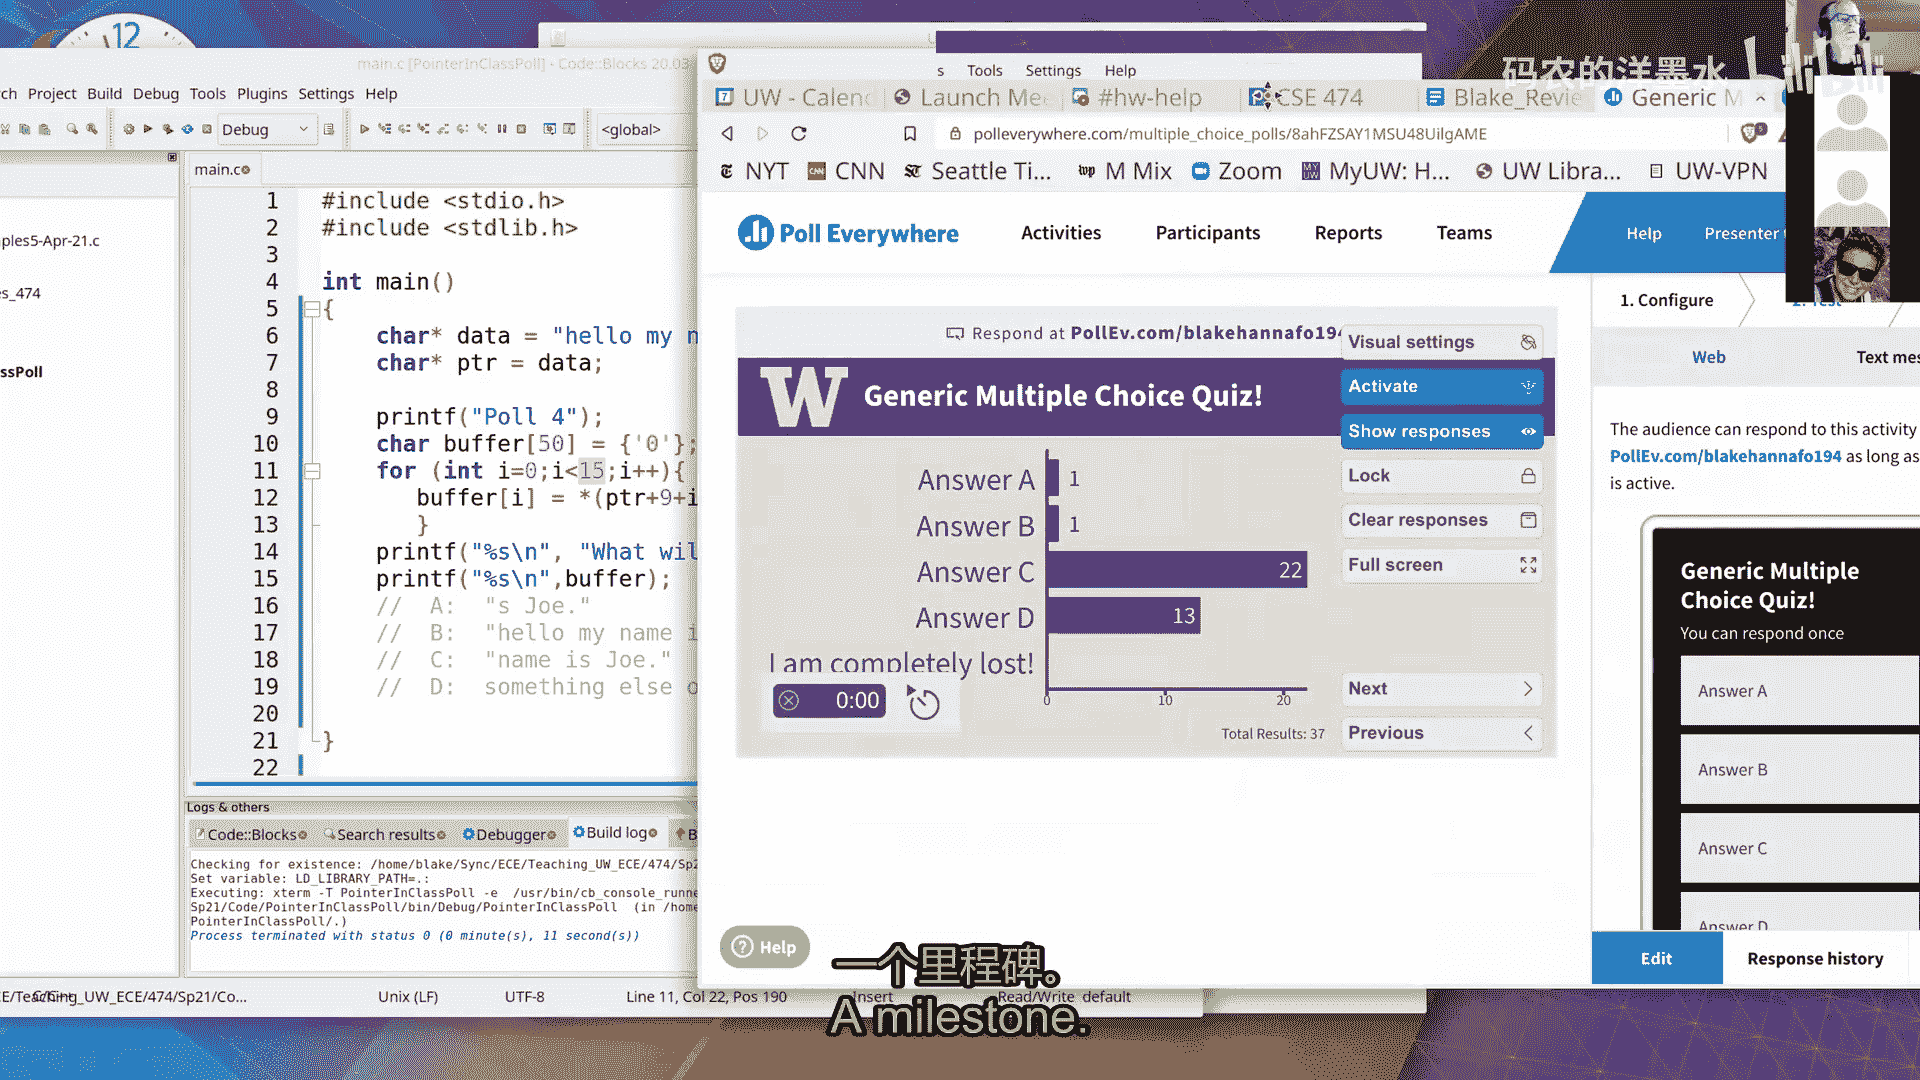 12
main.c [PointerInClassPoll] - Code::Blocks 20.03
ch Project Build Debug Tools Plugins Settings Help
Debug
<global>
main.c
ples5-Apr-21.c
es_474
ssPoll
1 #include <stdio.h>
2 #include <stdlib.h>
3
4 int main()
5 {
6 char* data = "hello my n
7 char* ptr = data;
8
9 printf("Poll 4");
10 char buffer[50] = {'0'};
11 for (int i=0;i<15;i++){
12 buffer[i] = *(ptr+9+i
13 }
14 printf("%s\n", "What wil
15 printf("%s\n",buffer);
16 // A: "s Joe."
17 // B: "hello my name i
18 // C: "name is Joe."
19 // D: something else o
20
21 }
22
Logs & others
Code::Blocks
Search results
Debugger
Build log
B
Checking for existence: /home/blake/Sync/ECE/Teaching_UW_ECE/474/Sp2
Set variable: LD_LIBRARY_PATH=.:
Executing: xterm -T PointerInClassPoll -e /usr/bin/cb_console_runne
Sp21/Code/PointerInClassPoll/bin/Debug/PointerInClassPoll (in /home
PointerInClassPoll/.)
Process terminated with status 0 (0 minute(s), 11 second(s))
Unix (LF)
UTF-8
Line 11, Col 22, Pos 190
Insert
Read/Write default
s Tools Settings Help
UW - Calend
Launch Mee
#hw-help
CSE 474
Blake_Revie
Generic M
polleverywhere.com/multiple_choice_polls/8ahFZSAY1MSU48UilgAME
NYT
CNN
Seattle Ti...
M Mix
Zoom
MyUW: H...
UW Libra...
UW-VPN
Poll Everywhere
Activities
Participants
Reports
Teams
Help
Presenter
Respond at PollEv.com/blakehannafo194
W
Generic Multiple Choice Quiz!
Answer A 1
Answer B 1
Answer C 22
Answer D 13
I am completely lost!
0:00
0 10 20
Total Results: 37
Visual settings
Activate
Show responses
Lock
Clear responses
Full screen
Next
Previous
1. Configure
Web
Text mes
The audience can respond to this activity
PollEv.com/blakehannafo194 as long as
is active.
Generic Multiple
Choice Quiz!
You can respond once
Answer A
Answer B
Answer C
Answer D
Edit
Response history
Help
码农的洋墨水
bilibili
一个里程碑。
A milestone.